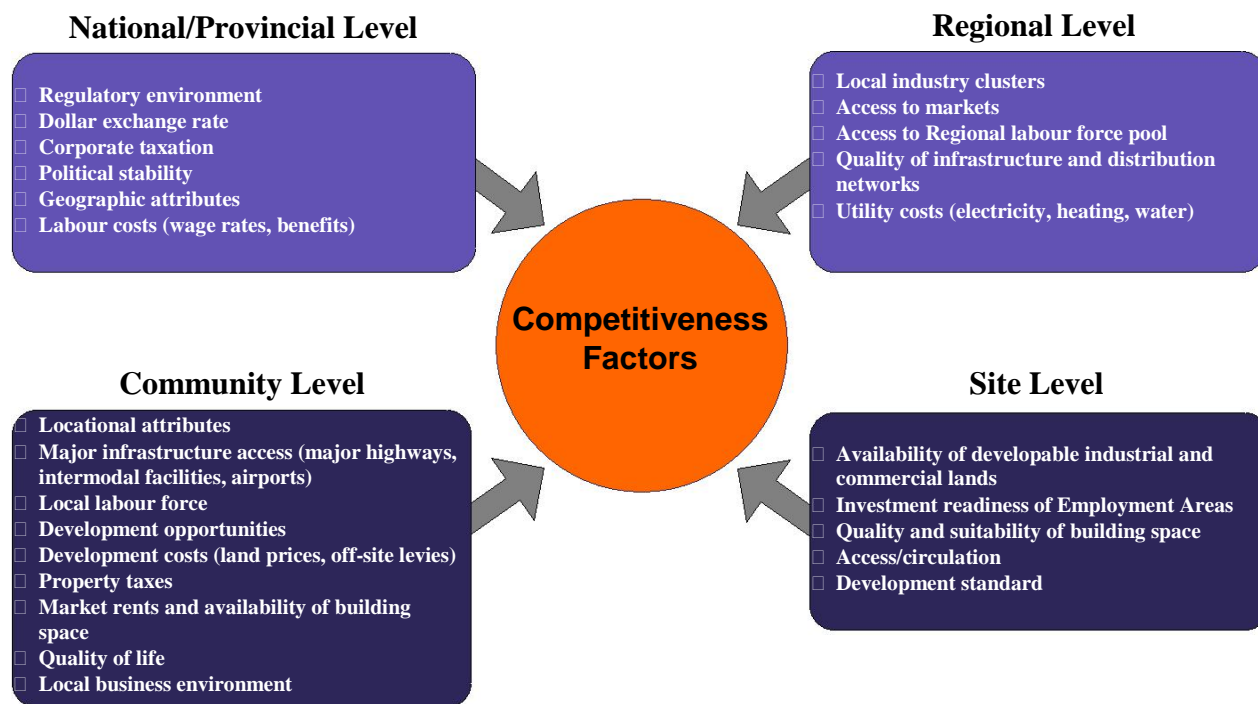 National/Provincial Level
Regulatory environment
Dollar exchange rate
Corporate taxation
Political stability
Geographic attributes
Labour costs (wage rates, benefits)
Regional Level
Local industry clusters
Access to markets
Access to Regional labour force pool
Quality of infrastructure and distribution
networks
Utility costs (electricity, heating, water)
Competitiveness
Factors
Community Level
Locational attributes
Major infrastructure access (major highways,
intermodal facilities, airports)
Local labour force
Development opportunities
Development costs (land prices, off-site levies)
Property taxes
Market rents and availability of building
space
Quality of life
Local business environment
Site Level
Availability of developable industrial and
commercial lands
Investment readiness of Employment Areas
Quality and suitability of building space
Access/circulation
Development standard